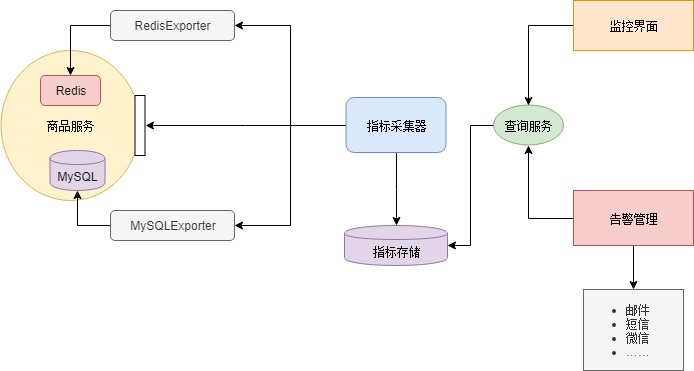 RedisExporter
监控界面
Redis
商品服务
指标采集器
查询服务
MySQL
MySQLExporter
告警管理
指标存储
邮件
短信
微信
……